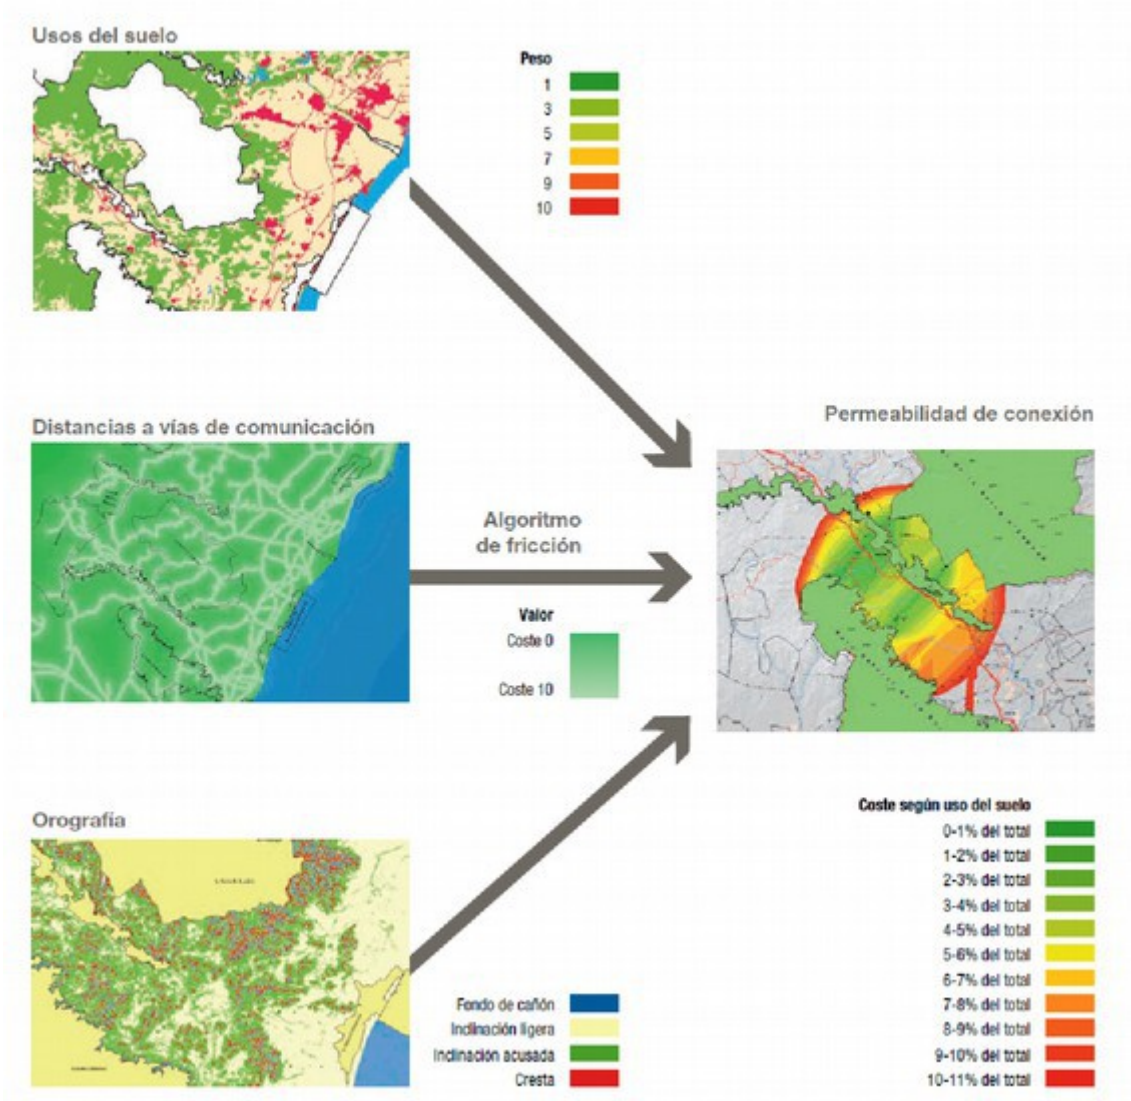 Usos del suelo
Peso
1
3
5
7
9
10
Distancias a vías de comunicación
Permeabilidad de conexión
Algoritmo
de fricción
Valor
Coste 0
Coste 10
Orografía
Fondo de cañón
Inclinación ligera
Inclinación acusada
Cresta
Coste según uso del suelo
0-1% del total
1-2% del total
2-3% del total
3-4% del total
4-5% del total
5-6% del total
6-7% del total
7-8% del total
8-9% del total
9-10% del total
10-11% del total